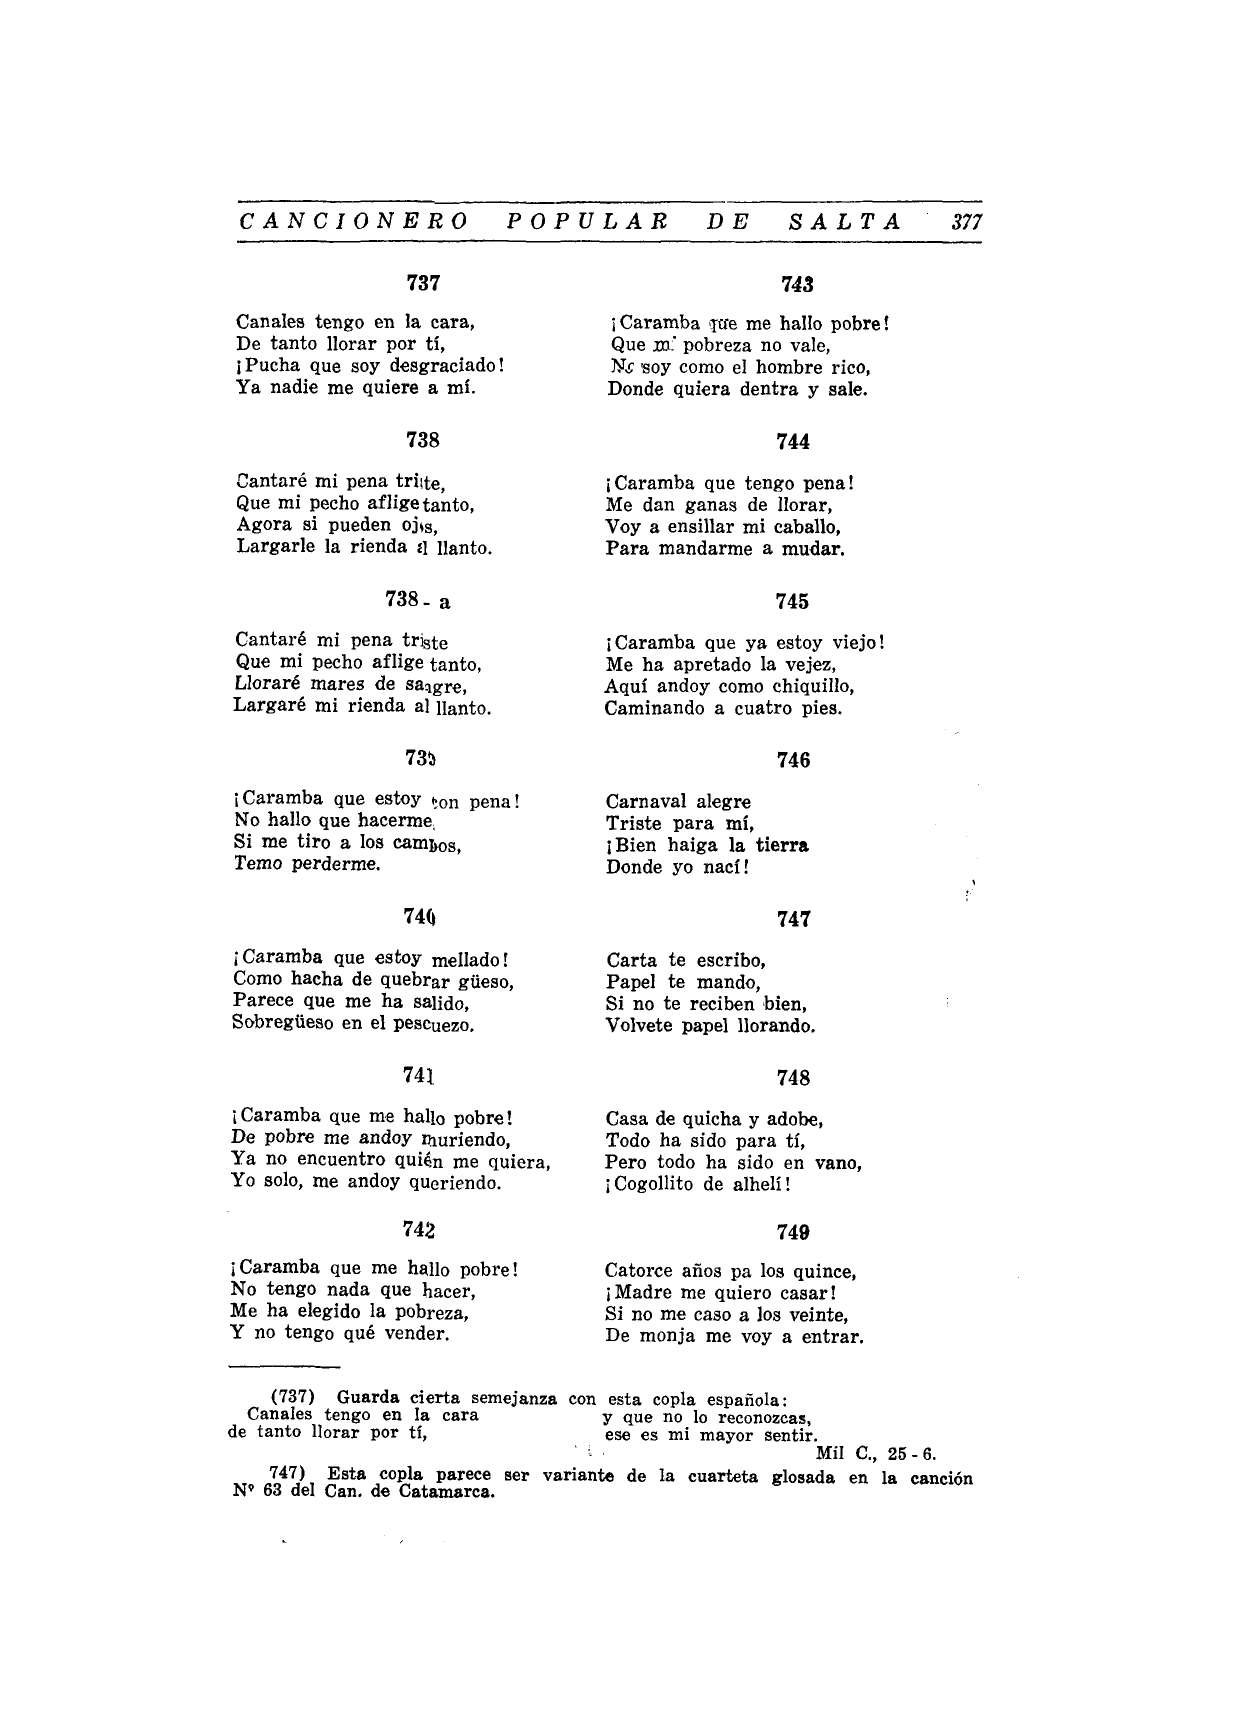 CANCIONERO POPULAR DE SALTA 377
737
Canales tengo en la cara,
De tanto llorar por tí,
¡Pucha que soy desgraciado!
Ya nadie me quiere a mí.
738
Cantaré mi pena triste,
Que mi pecho aflige tanto,
Agora si pueden ojos,
Largarle la rienda al llanto.
738 - a
Cantaré mi pena triste
Que mi pecho aflige tanto,
Lloraré mares de sangre,
Largaré mi rienda al llanto.
739
¡Caramba que estoy con pena!
No hallo que hacerme,
Si me tiro a los campos,
Temo perderme.
740
¡Caramba que estoy mellado!
Como hacha de quebrar güeso,
Parece que me ha salido,
Sobregüeso en el pescuezo.
741
¡Caramba que me hallo pobre!
De pobre me andoy muriendo,
Ya no encuentro quién me quiera,
Yo solo, me andoy queriendo.
742
¡Caramba que me hallo pobre!
No tengo nada que hacer,
Me ha elegido la pobreza,
Y no tengo qué vender.
743
¡Caramba que me hallo pobre!
Que mi pobreza no vale,
No soy como el hombre rico,
Donde quiera dentra y sale.
744
¡Caramba que tengo pena!
Me dan ganas de llorar,
Voy a ensillar mi caballo,
Para mandarme a mudar.
745
¡Caramba que ya estoy viejo!
Me ha apretado la vejez,
Aquí andoy como chiquillo,
Caminando a cuatro pies.
746
Carnaval alegre
Triste para mí,
¡Bien haiga la tierra
Donde yo nací!
747
Carta te escribo,
Papel te mando,
Si no te reciben bien,
Volvete papel llorando.
748
Casa de quicha y adobe,
Todo ha sido para tí,
Pero todo ha sido en vano,
¡Cogollito de alhelí!
749
Catorce años pa los quince,
¡Madre me quiero casar!
Si no me caso a los veinte,
De monja me voy a entrar.
(737) Guarda cierta semejanza con esta copla española:
Canales tengo en la cara
de tanto llorar por tí,
y que no lo reconozcas,
ese es mi mayor sentir.
Mil C., 25-6.
747) Esta copla parece ser variante de la cuarteta glosada en la canción
Nº 63 del Can. de Catamarca.